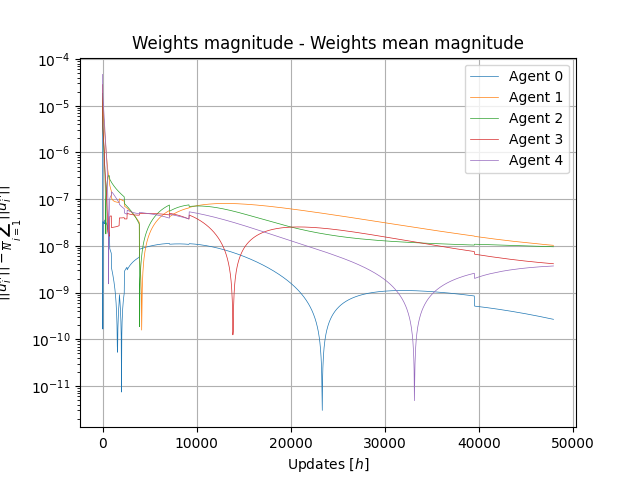 Weights magnitude - Weights mean magnitude
10⁻⁴
10⁻⁵
10⁻⁶
10⁻⁷
10⁻⁸
10⁻⁹
10⁻¹⁰
10⁻¹¹
Agent 0
Agent 1
Agent 2
Agent 3
Agent 4
0
10000
20000
30000
40000
50000
Updates [h]